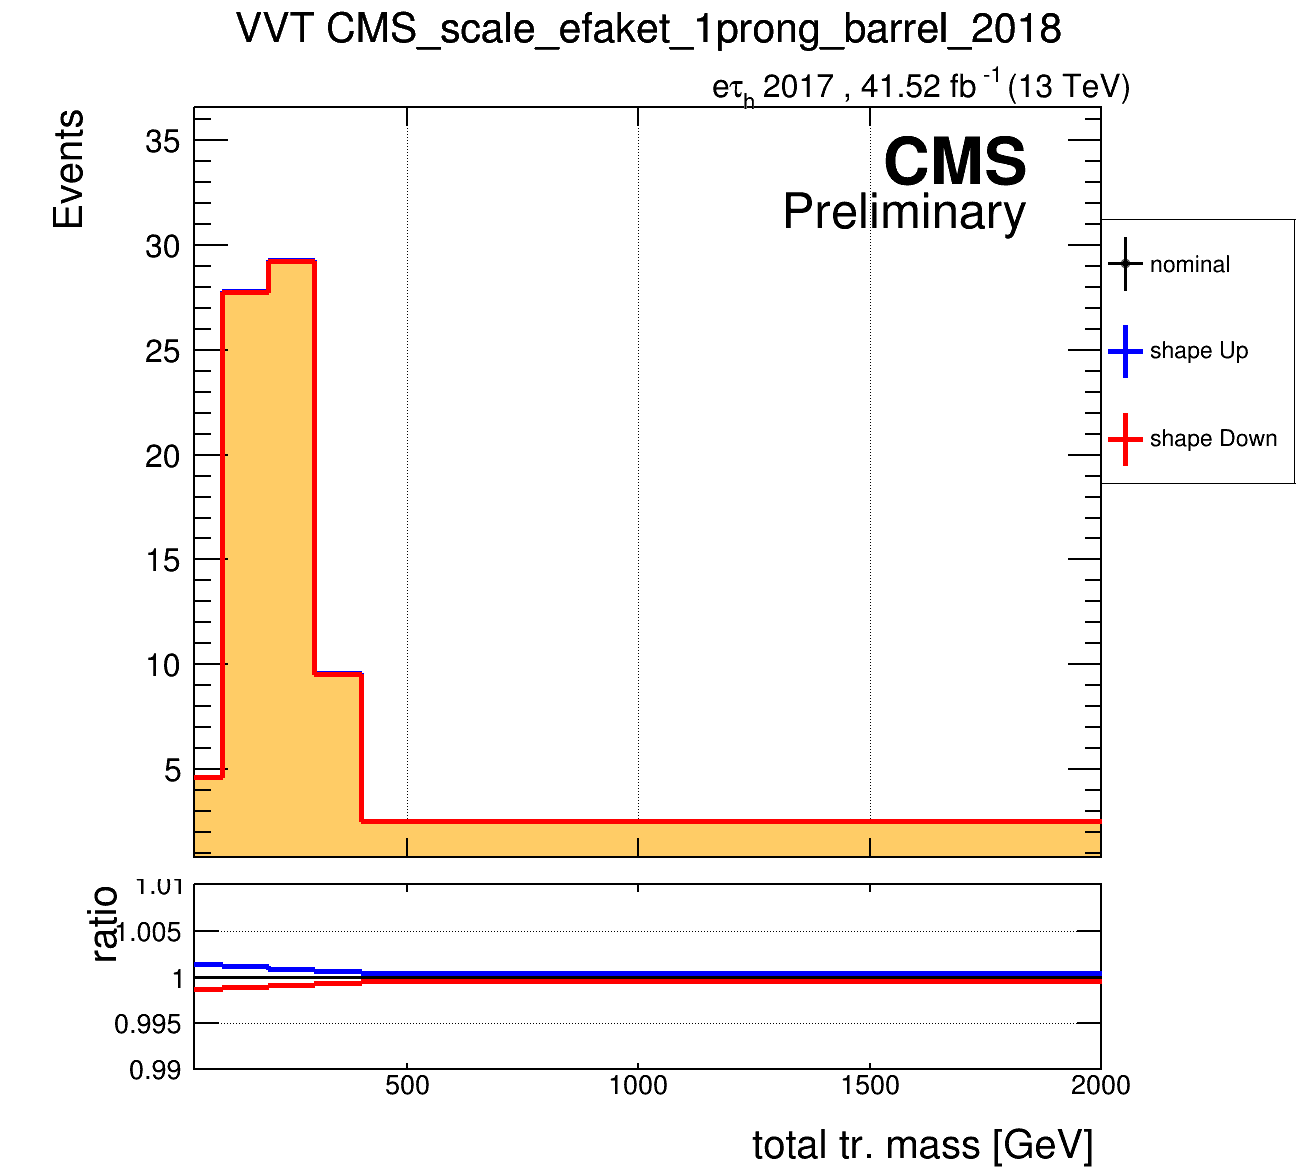 VVT CMS_scale_efaket_1prong_barrel_2018
eτh 2017 , 41.52 fb-1 (13 TeV)
Events
35
30
25
20
15
10
5
CMS
Preliminary
nominal
shape Up
shape Down
ratio
1.01
1.005
1
0.995
0.99
500 1000 1500 2000
total tr. mass [GeV]